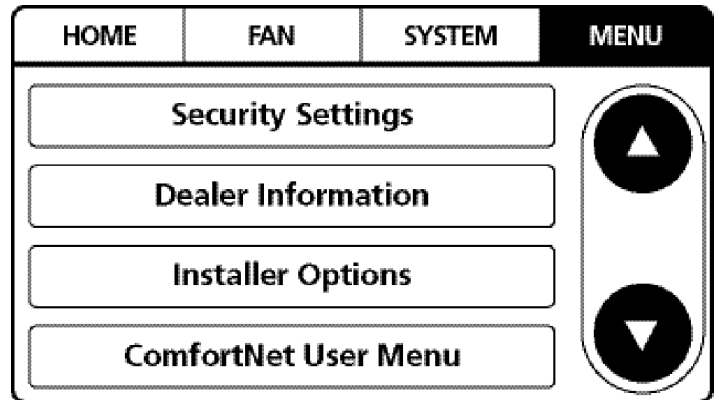 HOME FAN SYSTEM MENU
Security Settings
Dealer Information
Installer Options
ComfortNet User Menu